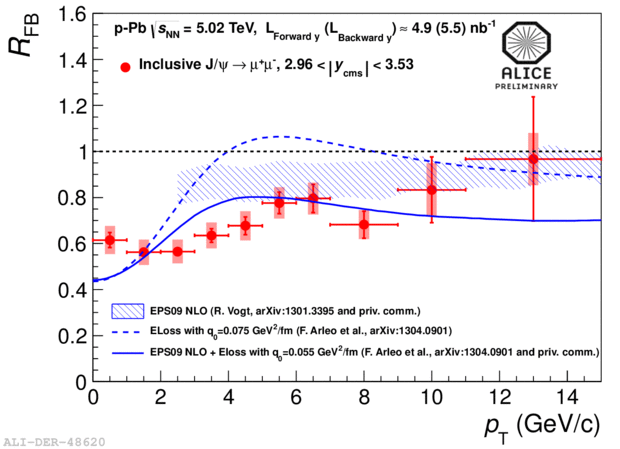 p-Pb √sNN = 5.02 TeV, LForward y (LBackward y) ≈ 4.9 (5.5) nb-1
Inclusive J/ψ → μ+μ-, 2.96 < |ycms| < 3.53
ALICE
PRELIMINARY
RFB
1.6
1.4
1.2
1
0.8
0.6
0.4
0.2
0
EPS09 NLO (R. Vogt, arXiv:1301.3395 and priv. comm.)
ELoss with q0=0.075 GeV2/fm (F. Arleo et al., arXiv:1304.0901)
EPS09 NLO + Eloss with q0=0.055 GeV2/fm (F. Arleo et al., arXiv:1304.0901 and priv. comm.)
0 2 4 6 8 10 12 14
pT (GeV/c)
ALI-DER-48620